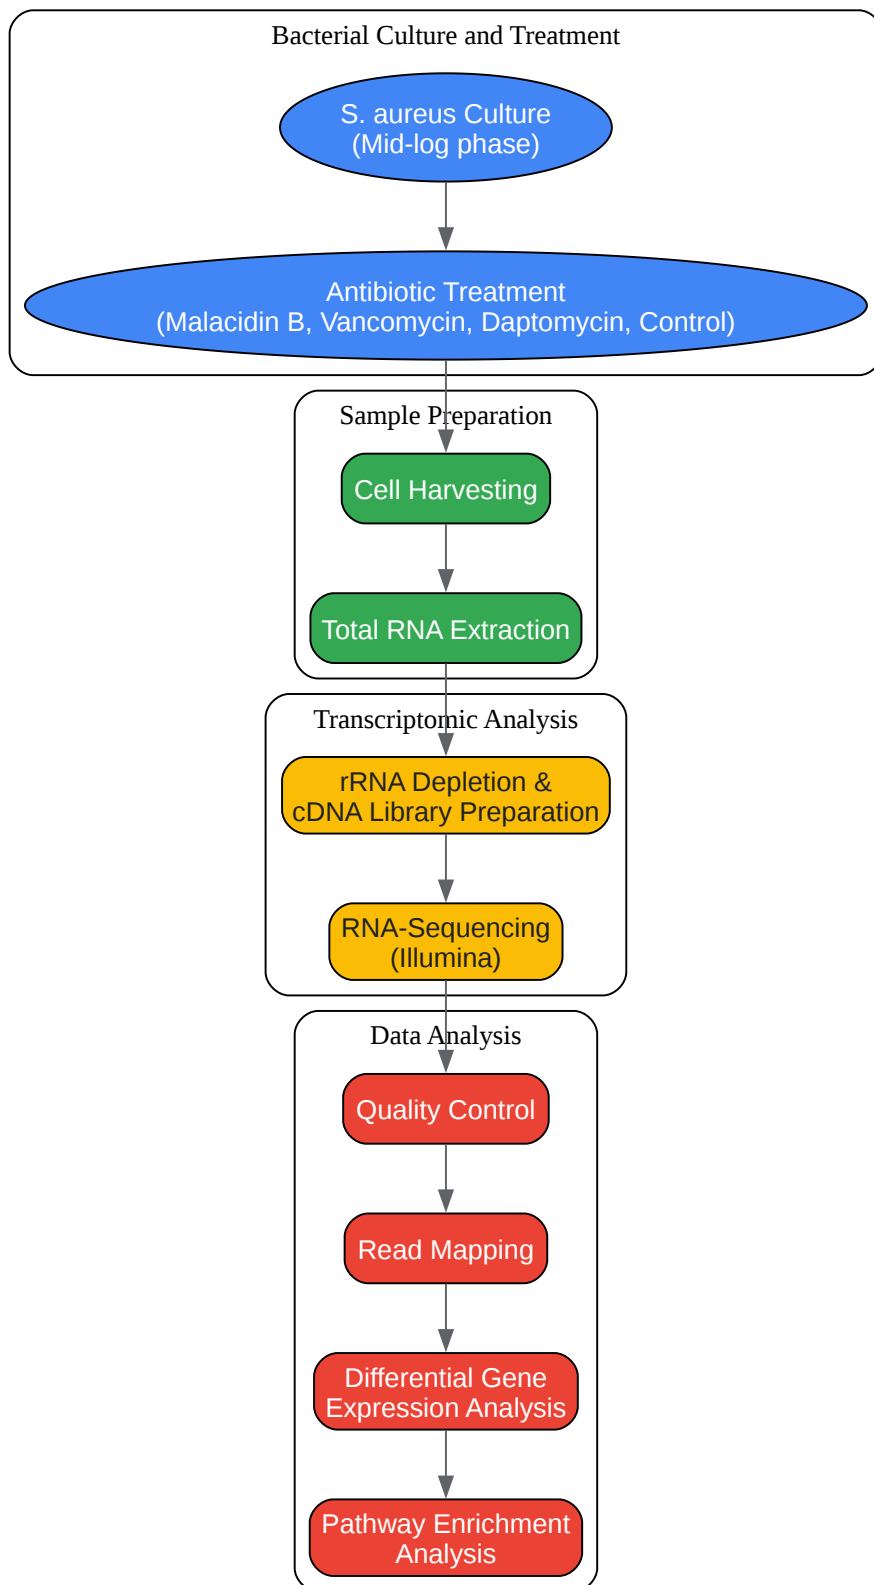 Bacterial Culture and Treatment
S. aureus Culture
(Mid-log phase)
Antibiotic Treatment
(Malacidin B, Vancomycin, Daptomycin, Control)
Sample Preparation
Cell Harvesting
Total RNA Extraction
Transcriptomic Analysis
rRNA Depletion &
cDNA Library Preparation
RNA-Sequencing
(Illumina)
Data Analysis
Quality Control
Read Mapping
Differential Gene
Expression Analysis
Pathway Enrichment
Analysis